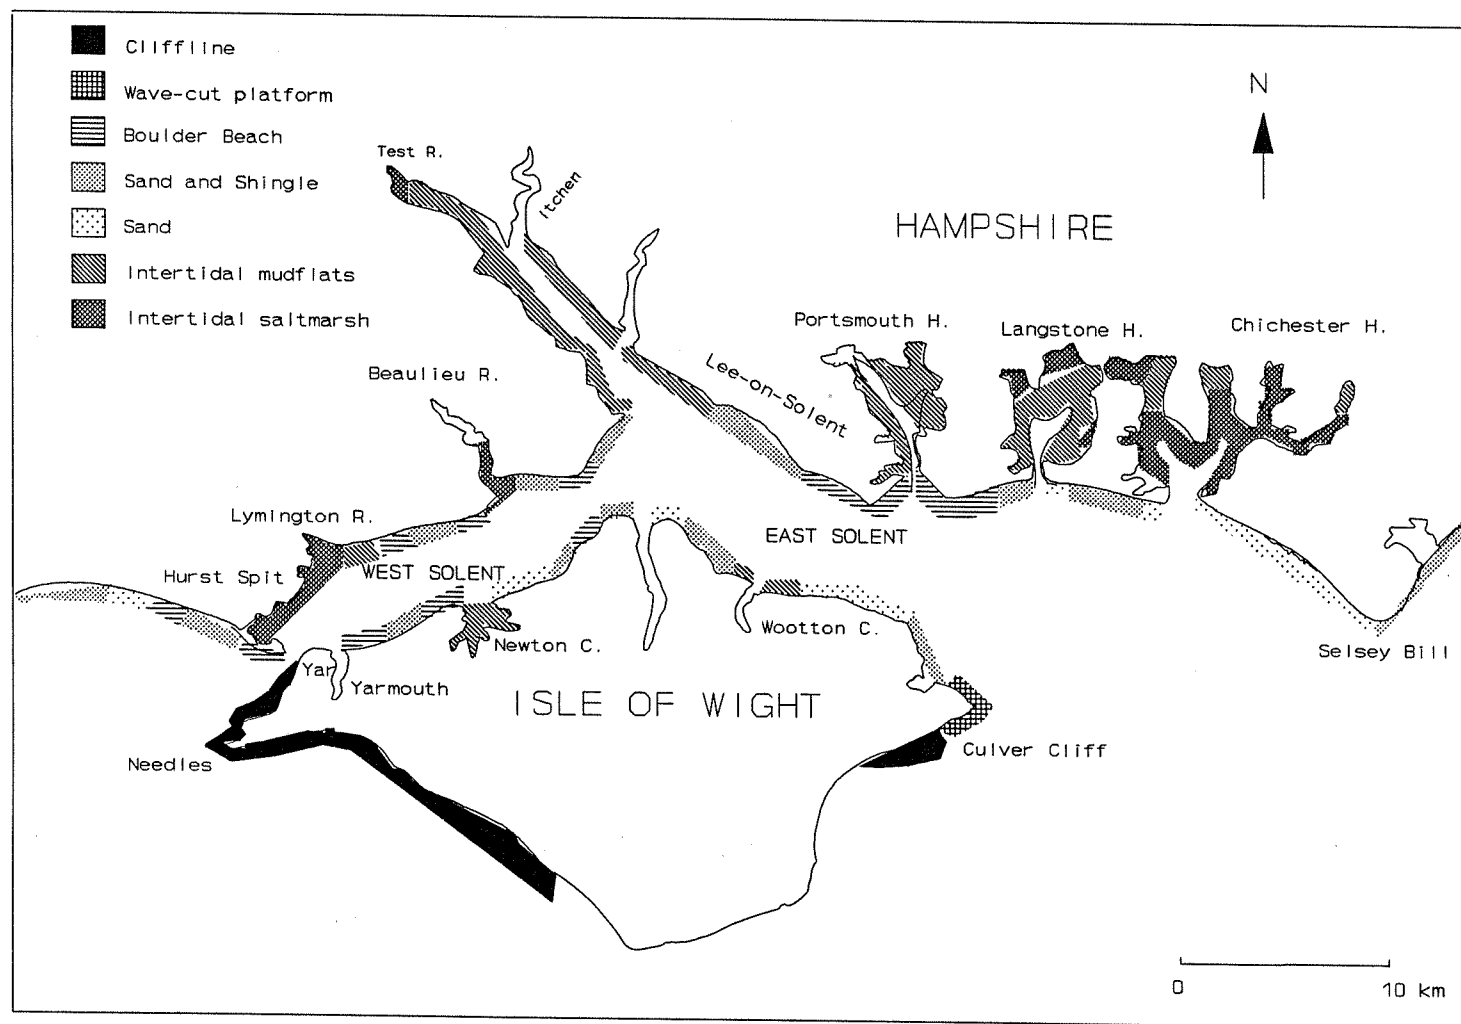 Cliffline
Wave-cut platform
Boulder Beach
Sand and Shingle
Sand
Intertidal mudflats
Intertidal saltmarsh
N
HAMPSHIRE
Test R.
Itchen
Portsmouth H.
Langstone H.
Chichester H.
Lee-on-Solent
Beaulieu R.
Lymington R.
EAST SOLENT
Hurst Spit
WEST SOLENT
Newton C.
Wootton C.
Selsey Bill
Yar
Yarmouth
ISLE OF WIGHT
Needles
Culver Cliff
0 10 km